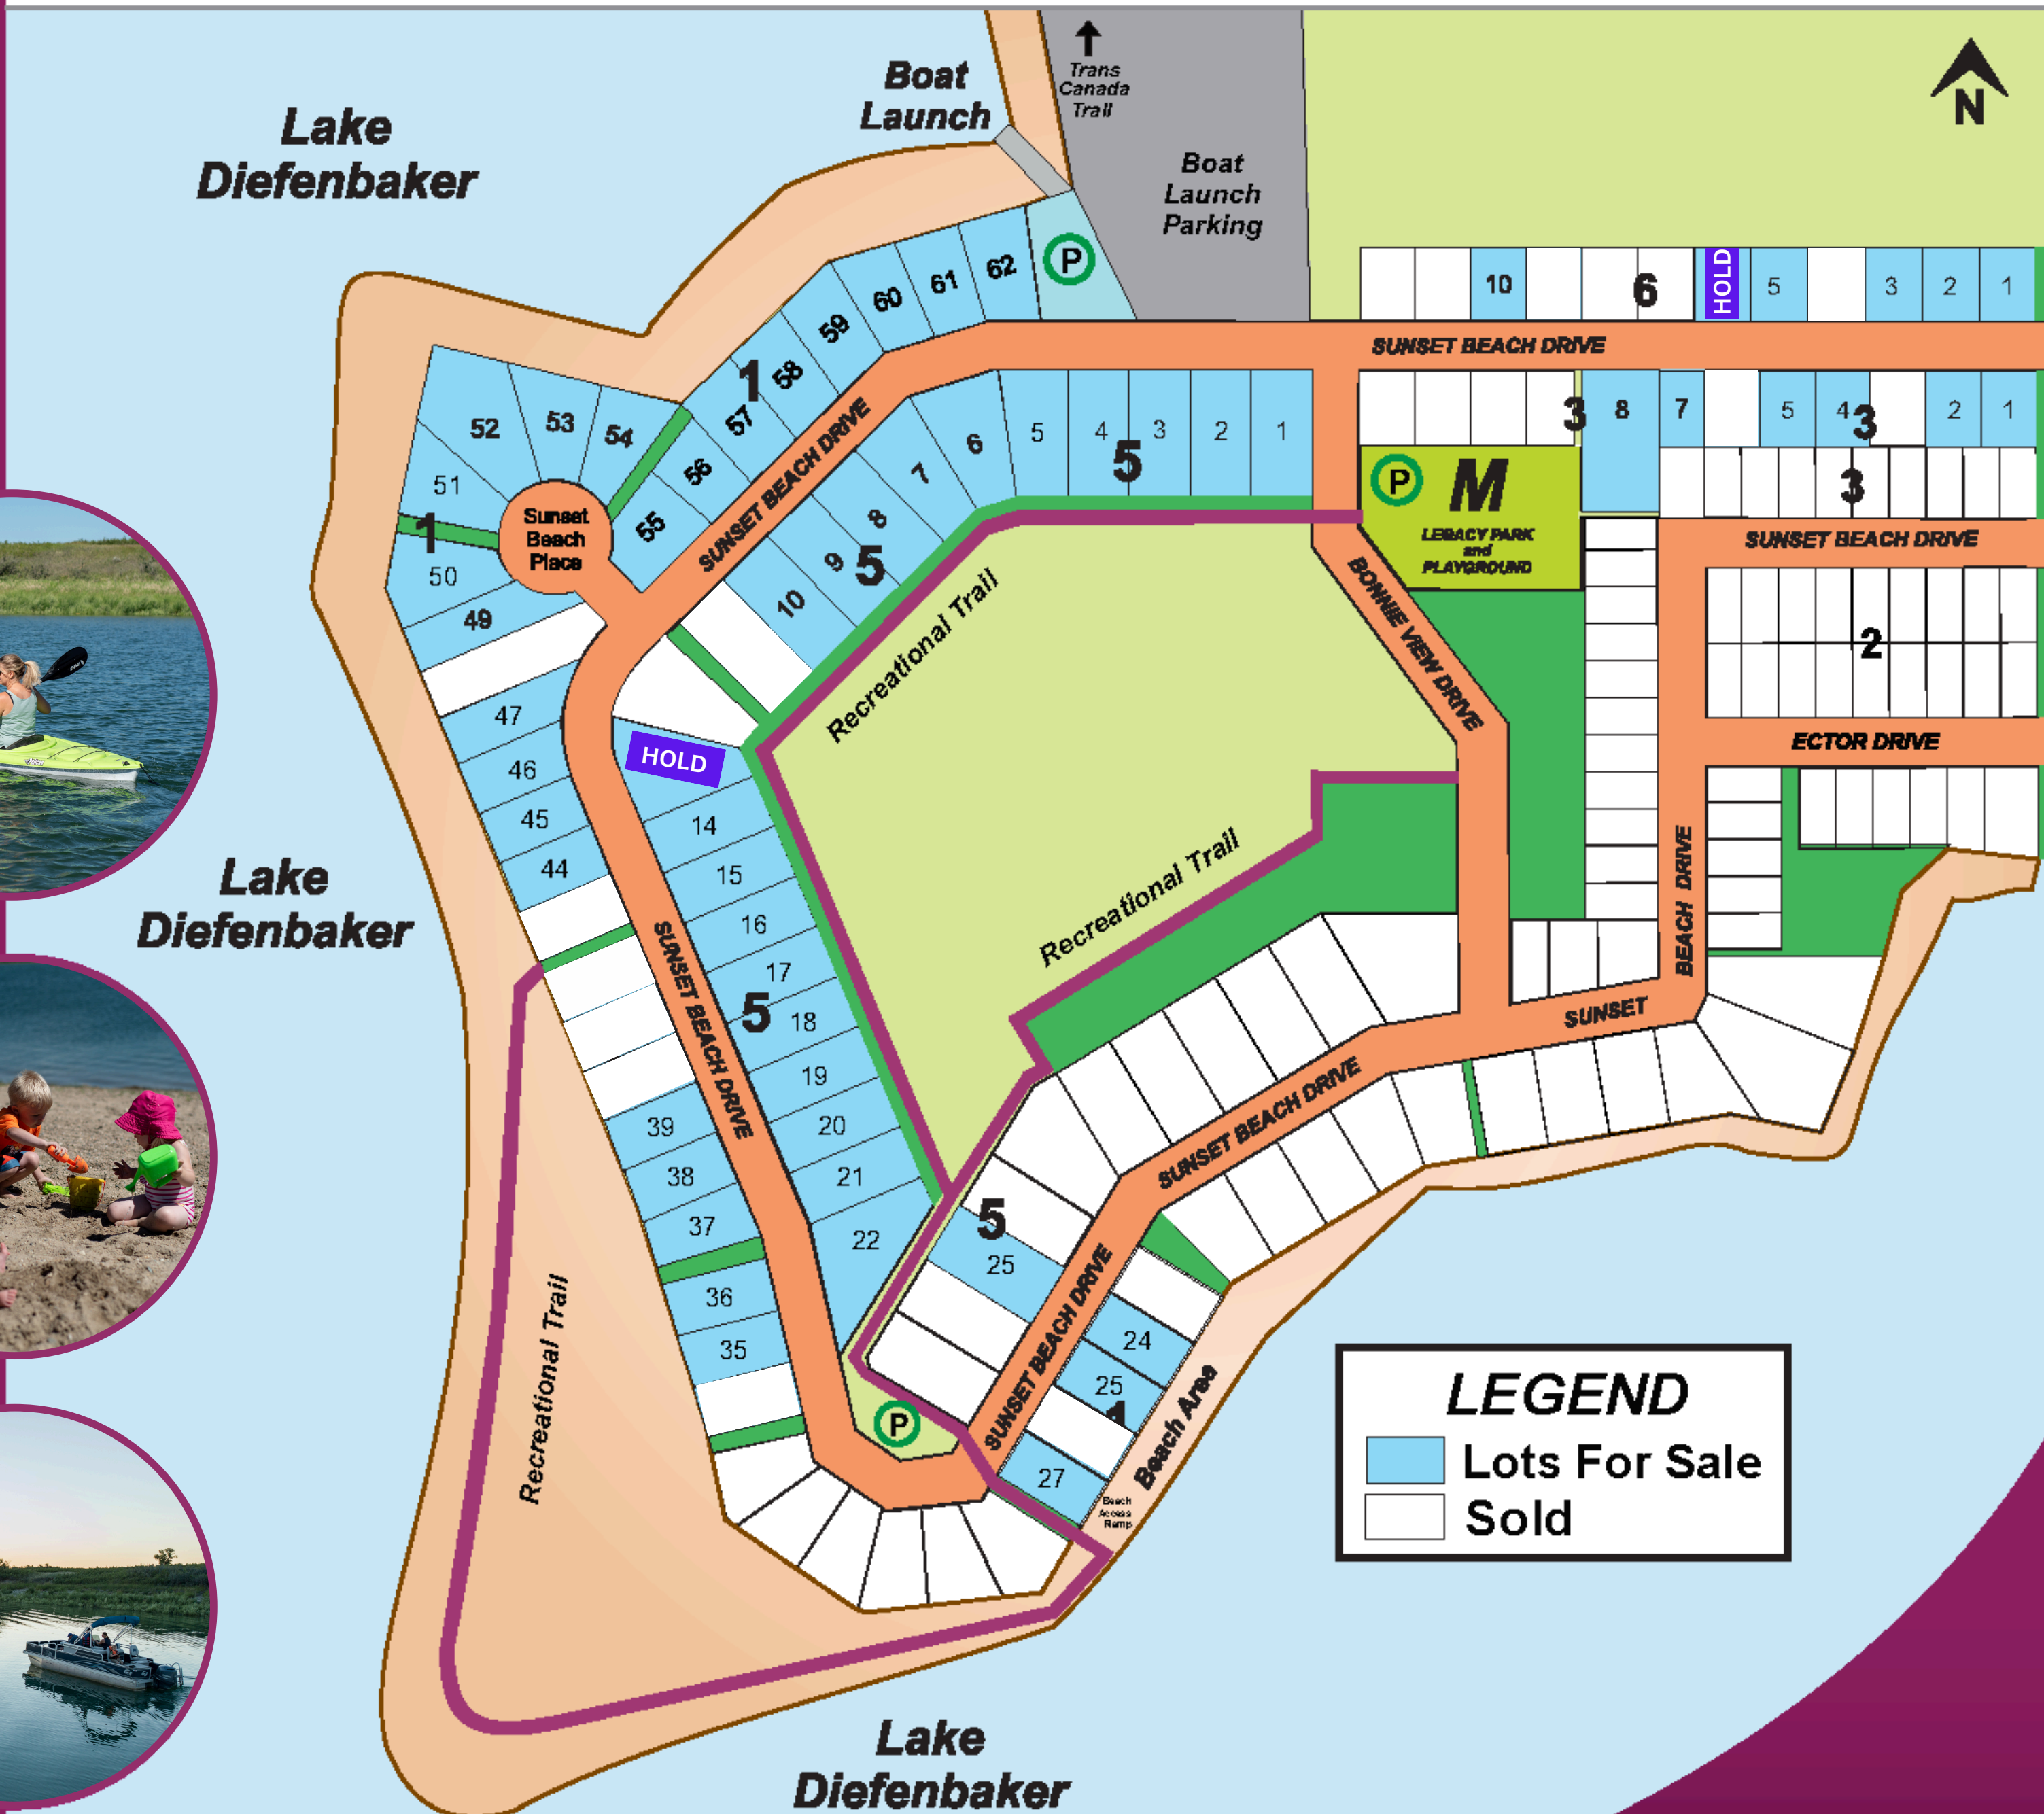 Lake
Diefenbaker
Boat
Launch
Trans
Canada
Trail
Boat
Launch
Parking
N
P
62
61
60
59
58
57
56
55
1
10
6
HOLD
5
3
2
1
SUNSET BEACH DRIVE
52
53
54
51
1
50
49
Sunset
Beach
Place
SUNSET BEACH DRIVE
6
5
4
3
2
1
5
7
8
9
5
10
3
8
7
5
4
3
2
1
3
P
M
LEGACY PARK
and
PLAYGROUND
SUNSET BEACH DRIVE
2
BONNIE VIEW DRIVE
ECTOR DRIVE
Recreational Trail
47
46
45
44
HOLD
14
15
16
17
5
18
19
20
21
22
SUNSET BEACH DRIVE
Lake
Diefenbaker
Recreational Trail
BEACH DRIVE
SUNSET
SUNSET BEACH DRIVE
39
38
37
36
35
5
25
SUNSET BEACH DRIVE
24
25
1
27
Beach Area
Beach
Access
Ramp
P
Recreational Trail
LEGEND
Lots For Sale
Sold
Lake
Diefenbaker